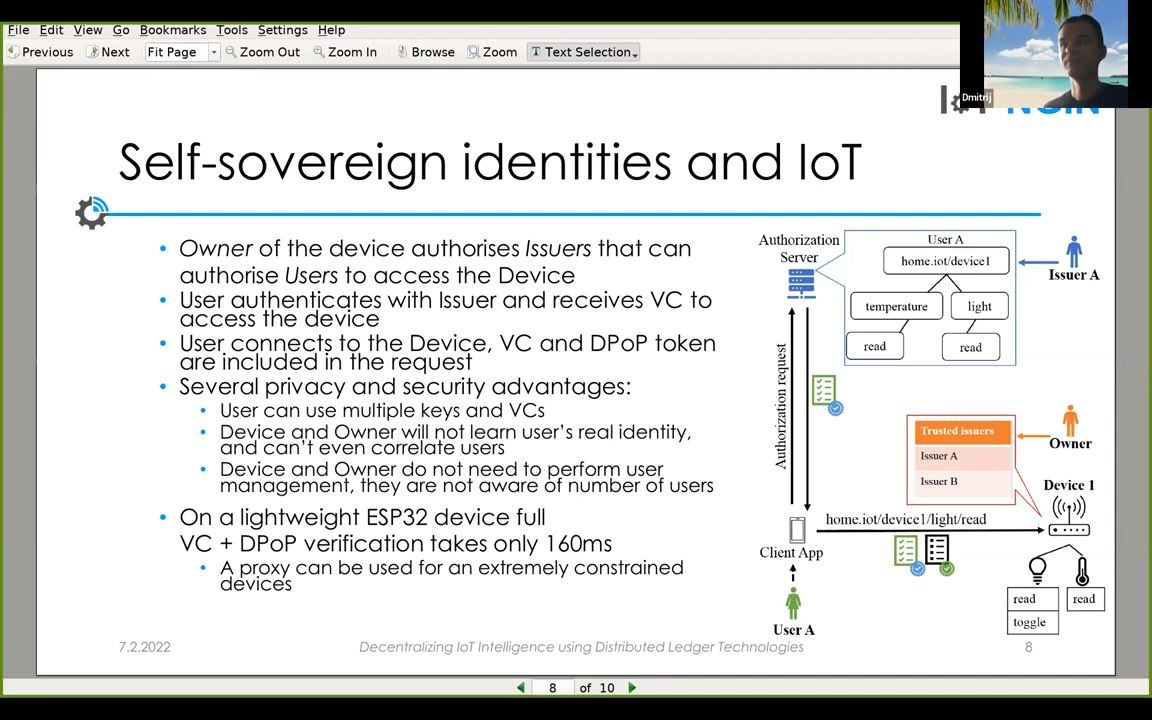 File Edit View Go Bookmarks Tools Settings Help
Previous Next Fit Page Zoom Out Zoom In Browse Zoom Text Selection
Dmitrij
Self-sovereign identities and IoT
• Owner of the device authorises Issuers that can
authorise Users to access the Device
• User authenticates with Issuer and receives VC to
access the device
• User connects to the Device, VC and DPoP token
are included in the request
• Several privacy and security advantages:
• User can use multiple keys and VCs
• Device and Owner will not learn user's real identity,
and can't even correlate users
• Device and Owner do not need to perform user
management, they are not aware of number of users
• On a lightweight ESP32 device full
VC + DPoP verification takes only 160ms
• A proxy can be used for an extremely constrained
devices
Authorization
Server
User A
home.iot/device1
temperature light
read read
Issuer A
Authorization request
Trusted issuers
Issuer A
Issuer B
Owner
Device 1
home.iot/device1/light/read
Client App
User A
read read
toggle
7.2.2022 Decentralizing IoT Intelligence using Distributed Ledger Technologies 8
8 of 10